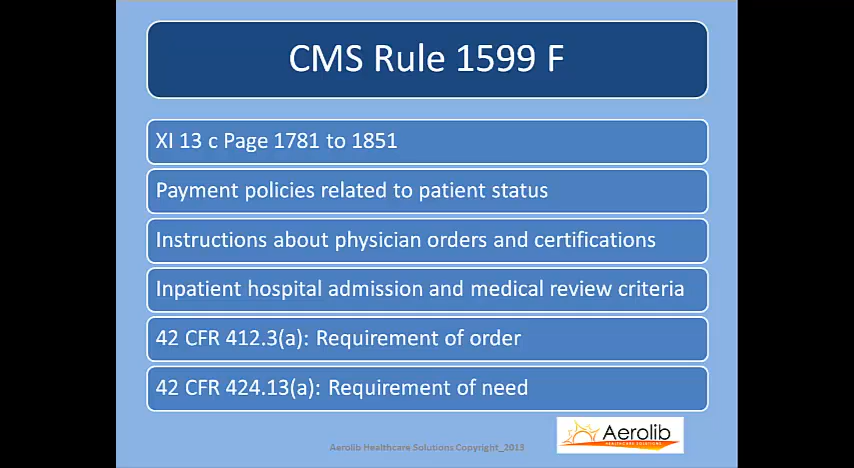 CMS Rule 1599 F
XI 13 c Page 1781 to 1851
Payment policies related to patient status
Instructions about physician orders and certifications
Inpatient hospital admission and medical review criteria
42 CFR 412.3(a): Requirement of order
42 CFR 424.13(a): Requirement of need
Aerolib Healthcare Solutions Copyright_2013
Aerolib
HEALTHCARE SOLUTIONS